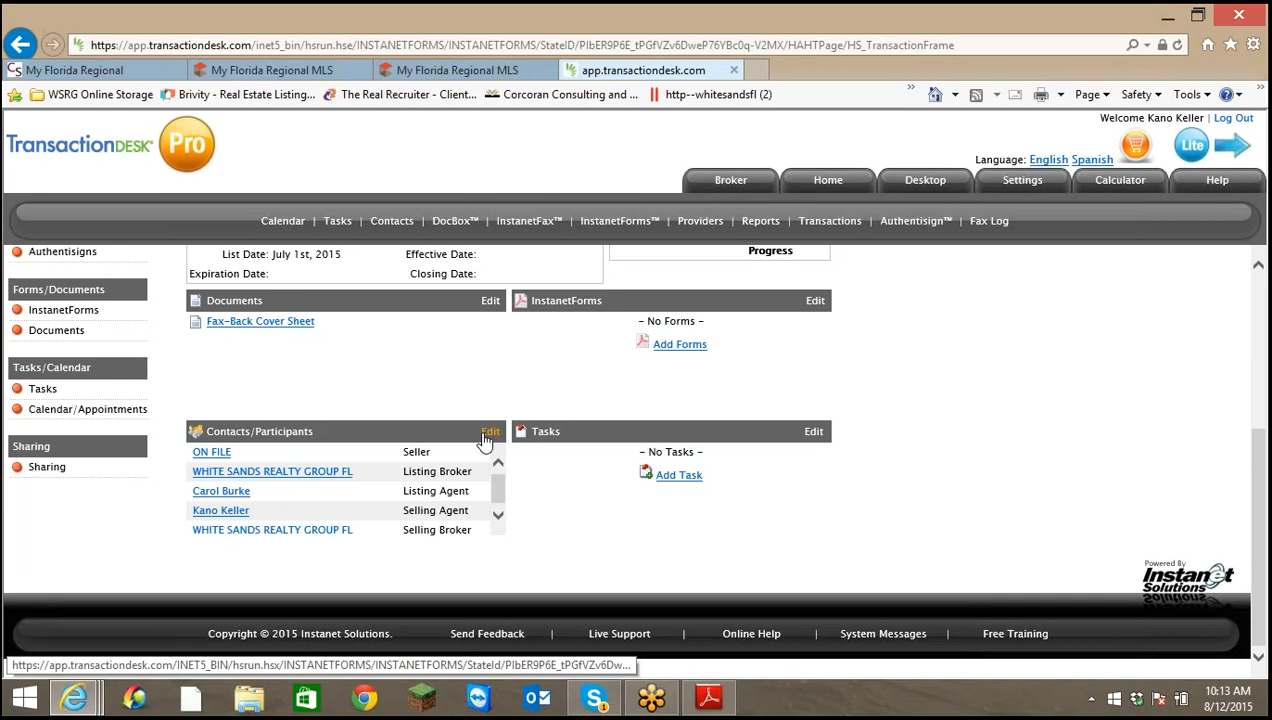 https://app.transactiondesk.com/inet5_bin/hsrun.hse/INSTANETFORMS/INSTANETFORMS/StateID/PIbER9P6E_tPGfVZv6DweP76YBc0q-V2MX/HAHTPage/HS_TransactionFrame
My Florida Regional
My Florida Regional MLS
My Florida Regional MLS
app.transactiondesk.com
WSRG Online Storage
Brivity - Real Estate Listing...
The Real Recruiter - Client...
Corcoran Consulting and ...
http--whitesandsfl (2)
Page
Safety
Tools
Welcome Kano Keller | Log Out
TRANSACTIONDESK® Pro
Lite
Language: English Spanish
Broker
Home
Desktop
Settings
Calculator
Help
Calendar | Tasks | Contacts | DocBox™ | InstanetFax™ | InstanetForms™ | Providers | Reports | Transactions | Authentisign™ | Fax Log
Authentisigns
List Date: July 1st, 2015
Effective Date:
Progress
Expiration Date:
Closing Date:
Forms/Documents
InstanetForms
Documents
Documents Edit
InstanetForms Edit
Fax-Back Cover Sheet
- No Forms -
Add Forms
Tasks/Calendar
Tasks
Calendar/Appointments
Sharing
Sharing
Contacts/Participants Edit
Tasks Edit
ON FILE Seller
WHITE SANDS REALTY GROUP FL Listing Broker
Carol Burke Listing Agent
Kano Keller Selling Agent
WHITE SANDS REALTY GROUP FL Selling Broker
- No Tasks -
Add Task
Powered By
Instanet
Solutions
Copyright © 2015 Instanet Solutions.
Send Feedback | Live Support | Online Help | System Messages | Free Training
https://app.transactiondesk.com/INET5_BIN/hsrun.hsx/INSTANETFORMS/INSTANETFORMS/StateId/PIbER9P6E_tPGfVZv6D...
10:13 AM
8/12/2015